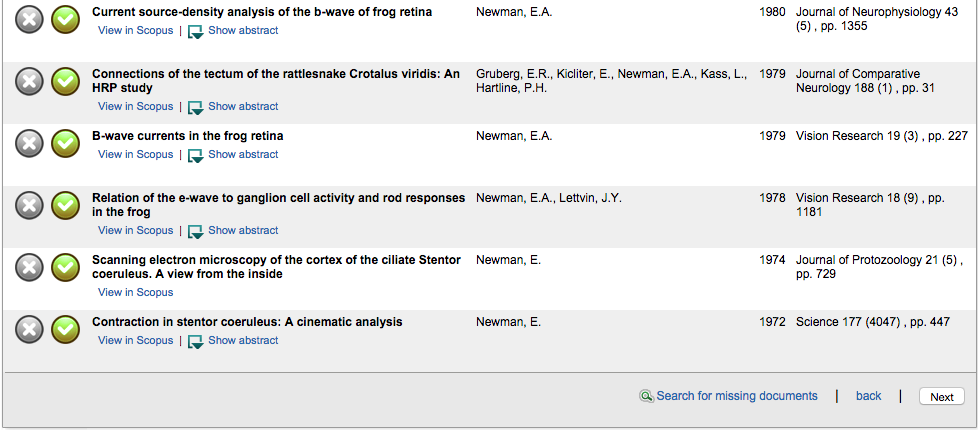 Current source-density analysis of the b-wave of frog retina Newman, E.A. 1980 Journal of Neurophysiology 43
(5) , pp. 1355
View in Scopus | Show abstract
Connections of the tectum of the rattlesnake Crotalus viridis: An Gruberg, E.R., Kicliter, E., Newman, E.A., Kass, L., 1979 Journal of Comparative
HRP study Hartline, P.H. Neurology 188 (1) , pp. 31
View in Scopus | Show abstract
B-wave currents in the frog retina Newman, E.A. 1979 Vision Research 19 (3) , pp. 227
View in Scopus | Show abstract
Relation of the e-wave to ganglion cell activity and rod responses Newman, E.A., Lettvin, J.Y. 1978 Vision Research 18 (9) , pp.
in the frog 1181
View in Scopus | Show abstract
Scanning electron microscopy of the cortex of the ciliate Stentor Newman, E. 1974 Journal of Protozoology 21 (5) ,
coeruleus. A view from the inside pp. 729
View in Scopus
Contraction in stentor coeruleus: A cinematic analysis Newman, E. 1972 Science 177 (4047) , pp. 447
View in Scopus | Show abstract
Search for missing documents | back | Next